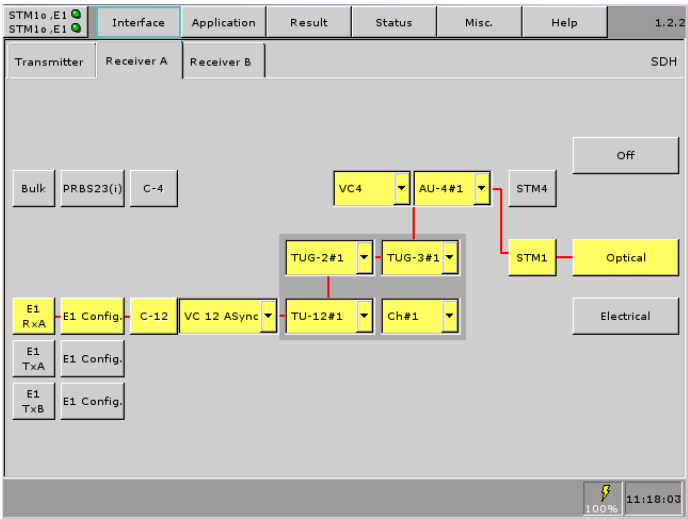 STM1o,E1
STM1o,E1
Interface
Application
Result
Status
Misc.
Help
1.2.2
Transmitter
Receiver A
Receiver B
SDH
Off
Bulk
PRBS23(i)
C-4
VC4
AU-4#1
STM4
TUG-2#1
TUG-3#1
STM1
Optical
E1
RxA
E1 Config.
C-12
VC 12 ASync
TU-12#1
Ch#1
Electrical
E1
TxA
E1 Config.
E1
TxB
E1 Config.
100%
11:18:03